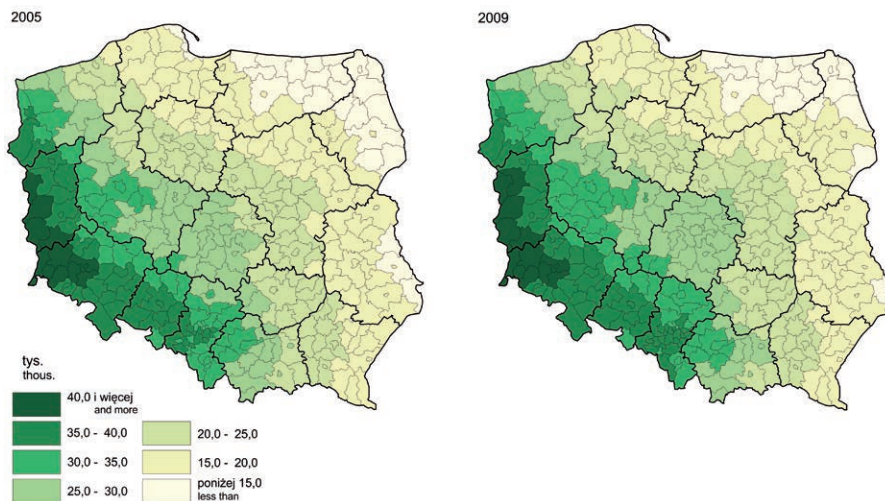 2005
2009
tys.
thous.
40,0 i więcej
and more
35,0 - 40,0
30,0 - 35,0
25,0 - 30,0
20,0 - 25,0
15,0 - 20,0
poniżej 15,0
less than